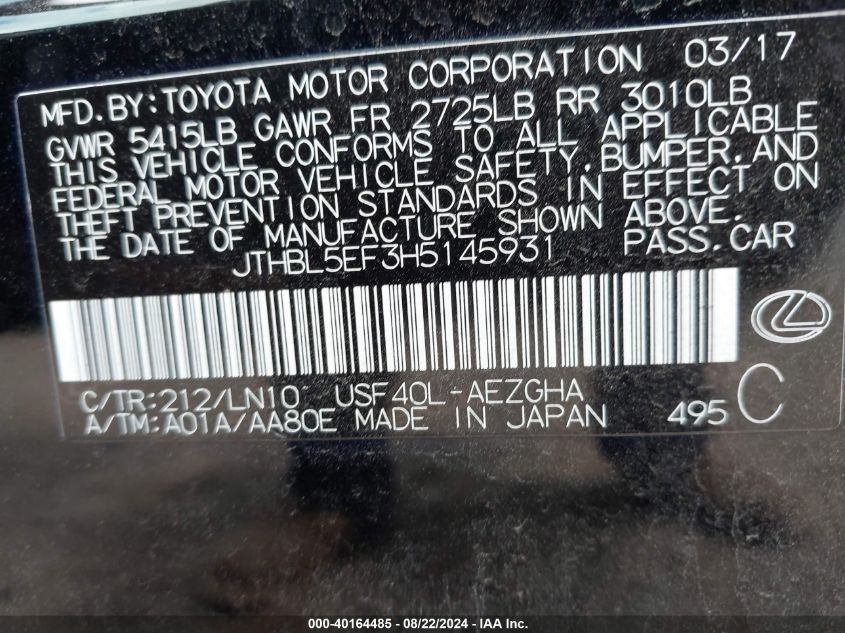 MFD. BY: TOYOTA MOTOR CORPORATION 03/17
GVWR 5415LB GAWR FR 2725LB RR 3010LB
THIS VEHICLE CONFORMS TO ALL APPLICABLE
FEDERAL MOTOR VEHICLE SAFETY, BUMPER, AND
THEFT PREVENTION STANDARDS IN EFFECT ON
THE DATE OF MANUFACTURE SHOWN ABOVE.
JTHBL5EF3H5145931 PASS.CAR
C/TR:212/LN10 USF40L-AEZGHA
A/TM:A01A/AA80E MADE IN JAPAN 495 C
000-40164485 - 08/22/2024 - IAA Inc.